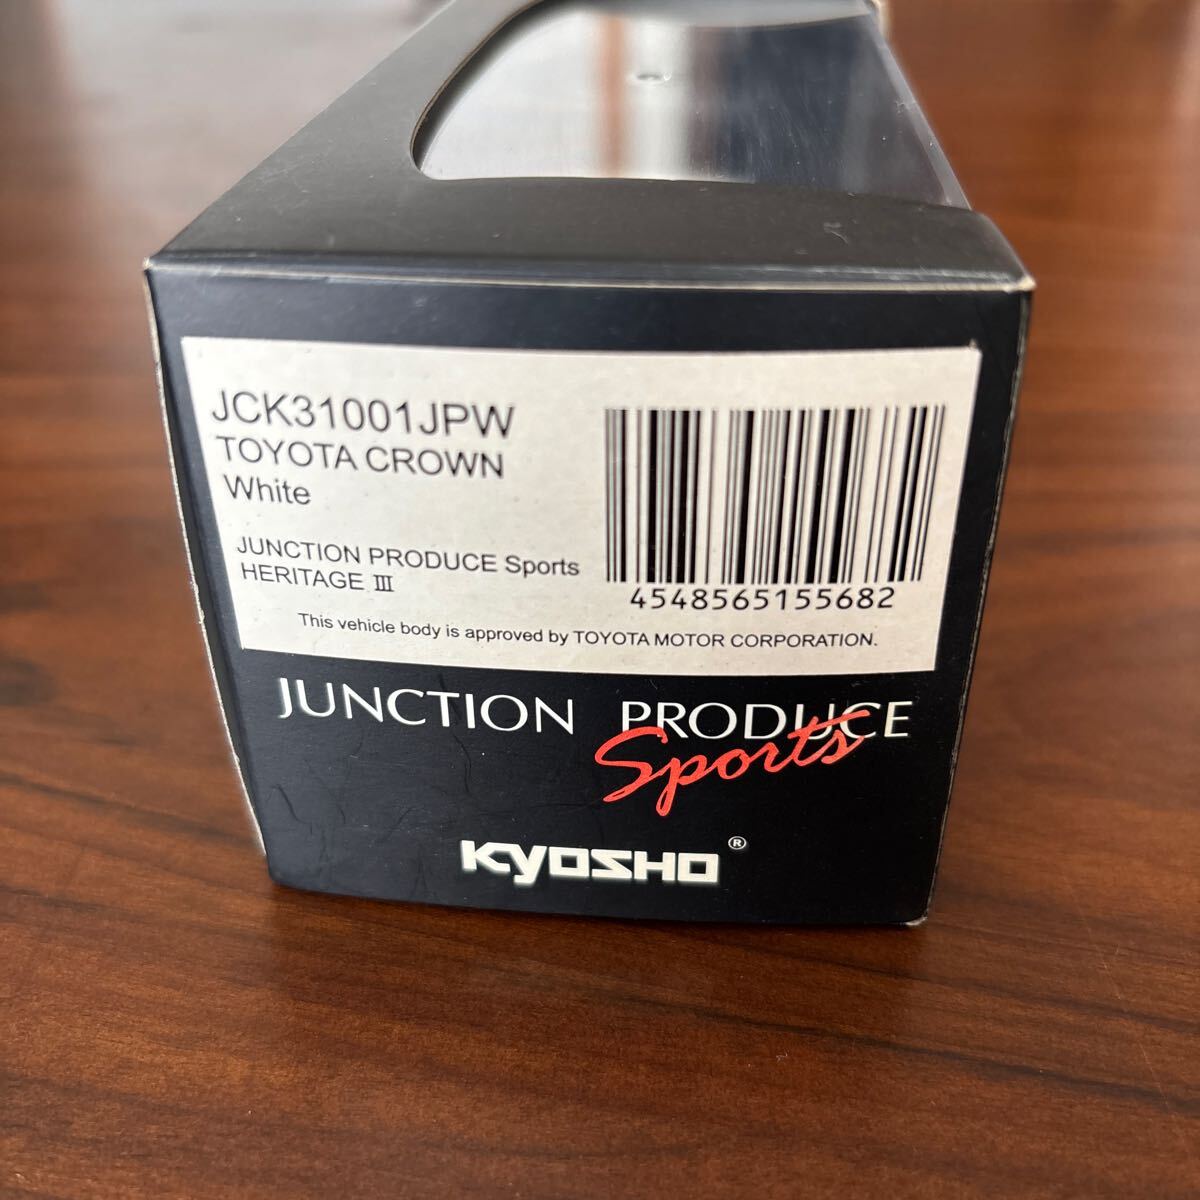 JCK31001JPW
TOYOTA CROWN
White
JUNCTION PRODUCE Sports
HERITAGE Ⅲ
4548565155682
This vehicle body is approved by TOYOTA MOTOR CORPORATION.
JUNCTION PRODUCE
Sports
KYOSHO®